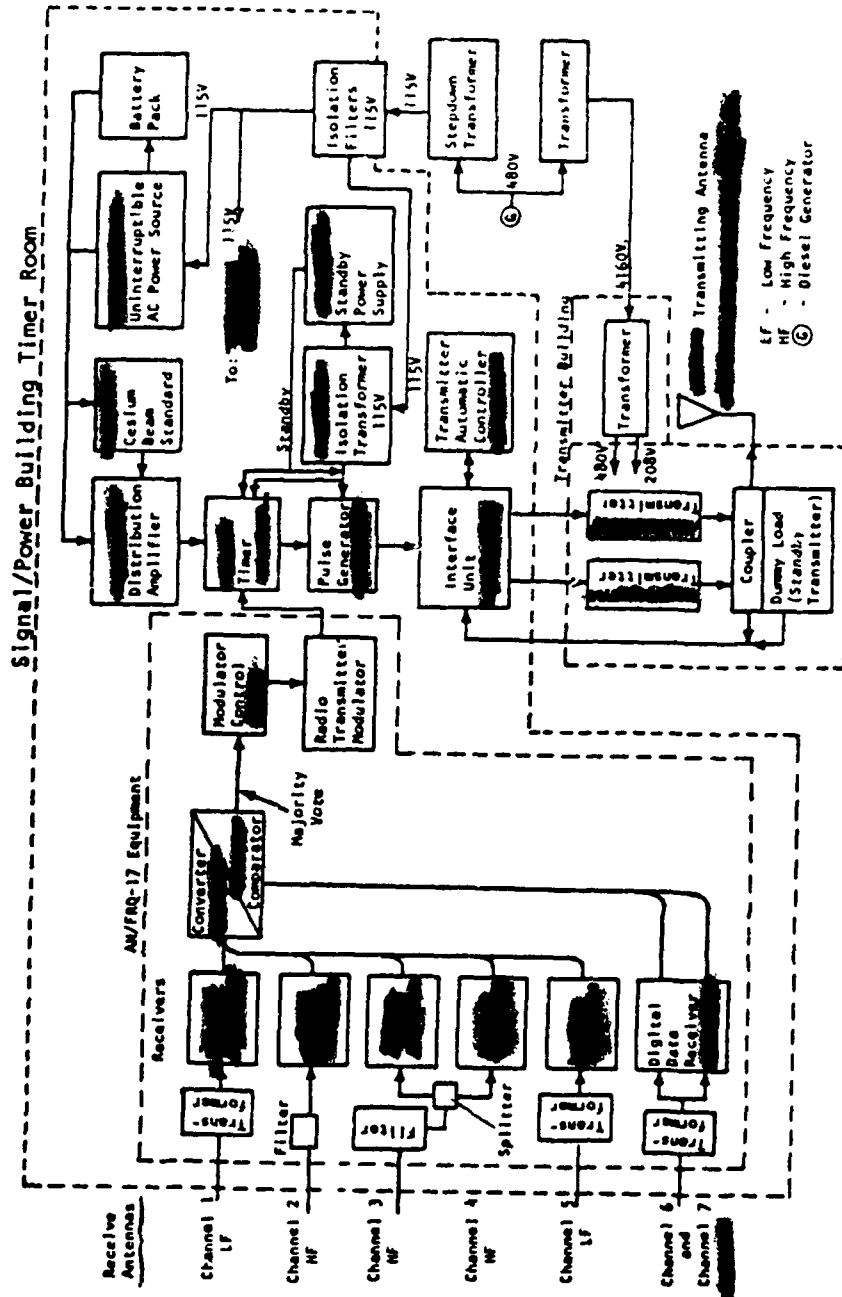 Signal/Power Building Timer Room
Battery
Pack
115V
Uninterruptible
AC Power Source
Cesium
Beam
Standard
Distribution
Amplifier
To:
115V
Isolation
Filters
115V
115V
Stepdown
Transformer
480V
G
Transformer
Standby
Power
Supply
Standby
Isolation
Transformer
115V
115V
Timer
Pulse
Generator
Transmitter
Automatic
Controller
Interface
Unit
4160V
Transmitter Building
Transformer
480V
208V
Transmitter
Transmitter
Coupler
Dummy Load
(Standby
Transmitter)
Transmitting Antenna
LF - Low Frequency
HF - High Frequency
G - Diesel Generator
AN/FRQ-17 Equipment
Modulator
Control
Radio
Transmitter
Modulator
Majority
Vote
Converter
Comparator
Receivers
Digital
Data
Receiver
Trans-
former
Filter
Filter
Splitter
Trans-
former
Trans-
former
Receive
Antennas
Channel 1
LF
Channel 2
HF
Channel 3
HF
Channel 4
HF
Channel 5
LF
Channel 6
and
Channel 7